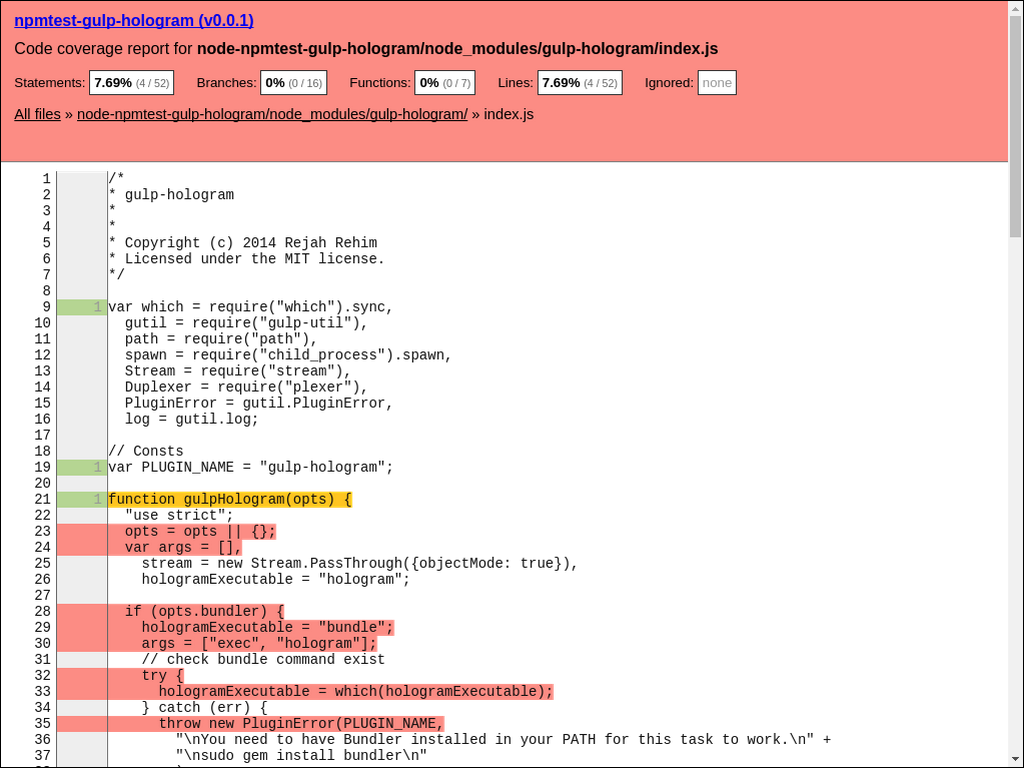 npmtest-gulp-hologram (v0.0.1)
Code coverage report for node-npmtest-gulp-hologram/node_modules/gulp-hologram/index.js
Statements: 7.69% (4 / 52) Branches: 0% (0 / 16) Functions: 0% (0 / 7) Lines: 7.69% (4 / 52) Ignored: none
All files » node-npmtest-gulp-hologram/node_modules/gulp-hologram/ » index.js
1 /*
2 * gulp-hologram
3 *
4 *
5 * Copyright (c) 2014 Rejah Rehim
6 * Licensed under the MIT license.
7 */
8
9 1 var which = require("which").sync,
10 gutil = require("gulp-util"),
11 path = require("path"),
12 spawn = require("child_process").spawn,
13 Stream = require("stream"),
14 Duplexer = require("plexer"),
15 PluginError = gutil.PluginError,
16 log = gutil.log;
17
18 // Consts
19 1 var PLUGIN_NAME = "gulp-hologram";
20
21 1 function gulpHologram(opts) {
22 "use strict";
23 opts = opts || {};
24 var args = [],
25 stream = new Stream.PassThrough({objectMode: true}),
26 hologramExecutable = "hologram";
27
28 if (opts.bundler) {
29 hologramExecutable = "bundle";
30 args = ["exec", "hologram"];
31 // check bundle command exist
32 try {
33 hologramExecutable = which(hologramExecutable);
34 } catch (err) {
35 throw new PluginError(PLUGIN_NAME,
36 "\nYou need to have Bundler installed in your PATH for this task to work.\n" +
37 "\nsudo gem install bundler\n"